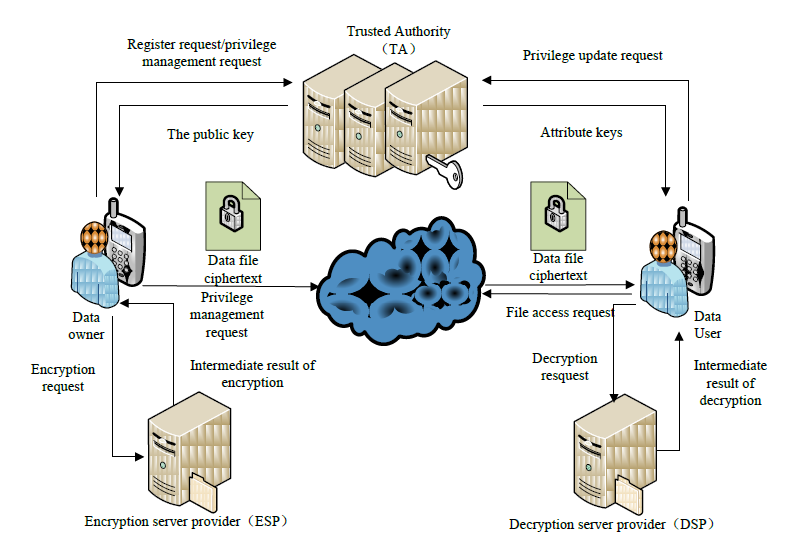 Trusted Authority
（TA）
Register request/privilege
management request
Privilege update request
The public key
Attribute keys
Data file
ciphertext
Privilege
management
request
Data file
ciphertext
File access request
Data
owner
Data
User
Encryption
request
Intermediate result of
encryption
Decryption
resquest
Intermediate
result of
decryption
Encryption server provider（ESP）
Decryption server provider（DSP）